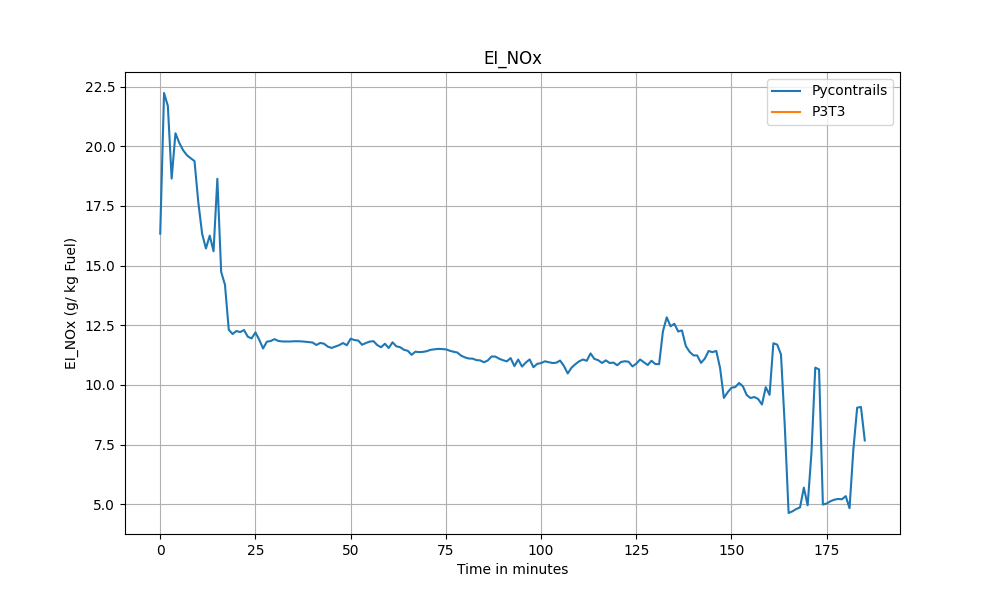 EI_NOx
Pycontrails
P3T3
22.5
20.0
17.5
15.0
12.5
10.0
7.5
5.0
EI_NOx (g/ kg Fuel)
0 25 50 75 100 125 150 175
Time in minutes